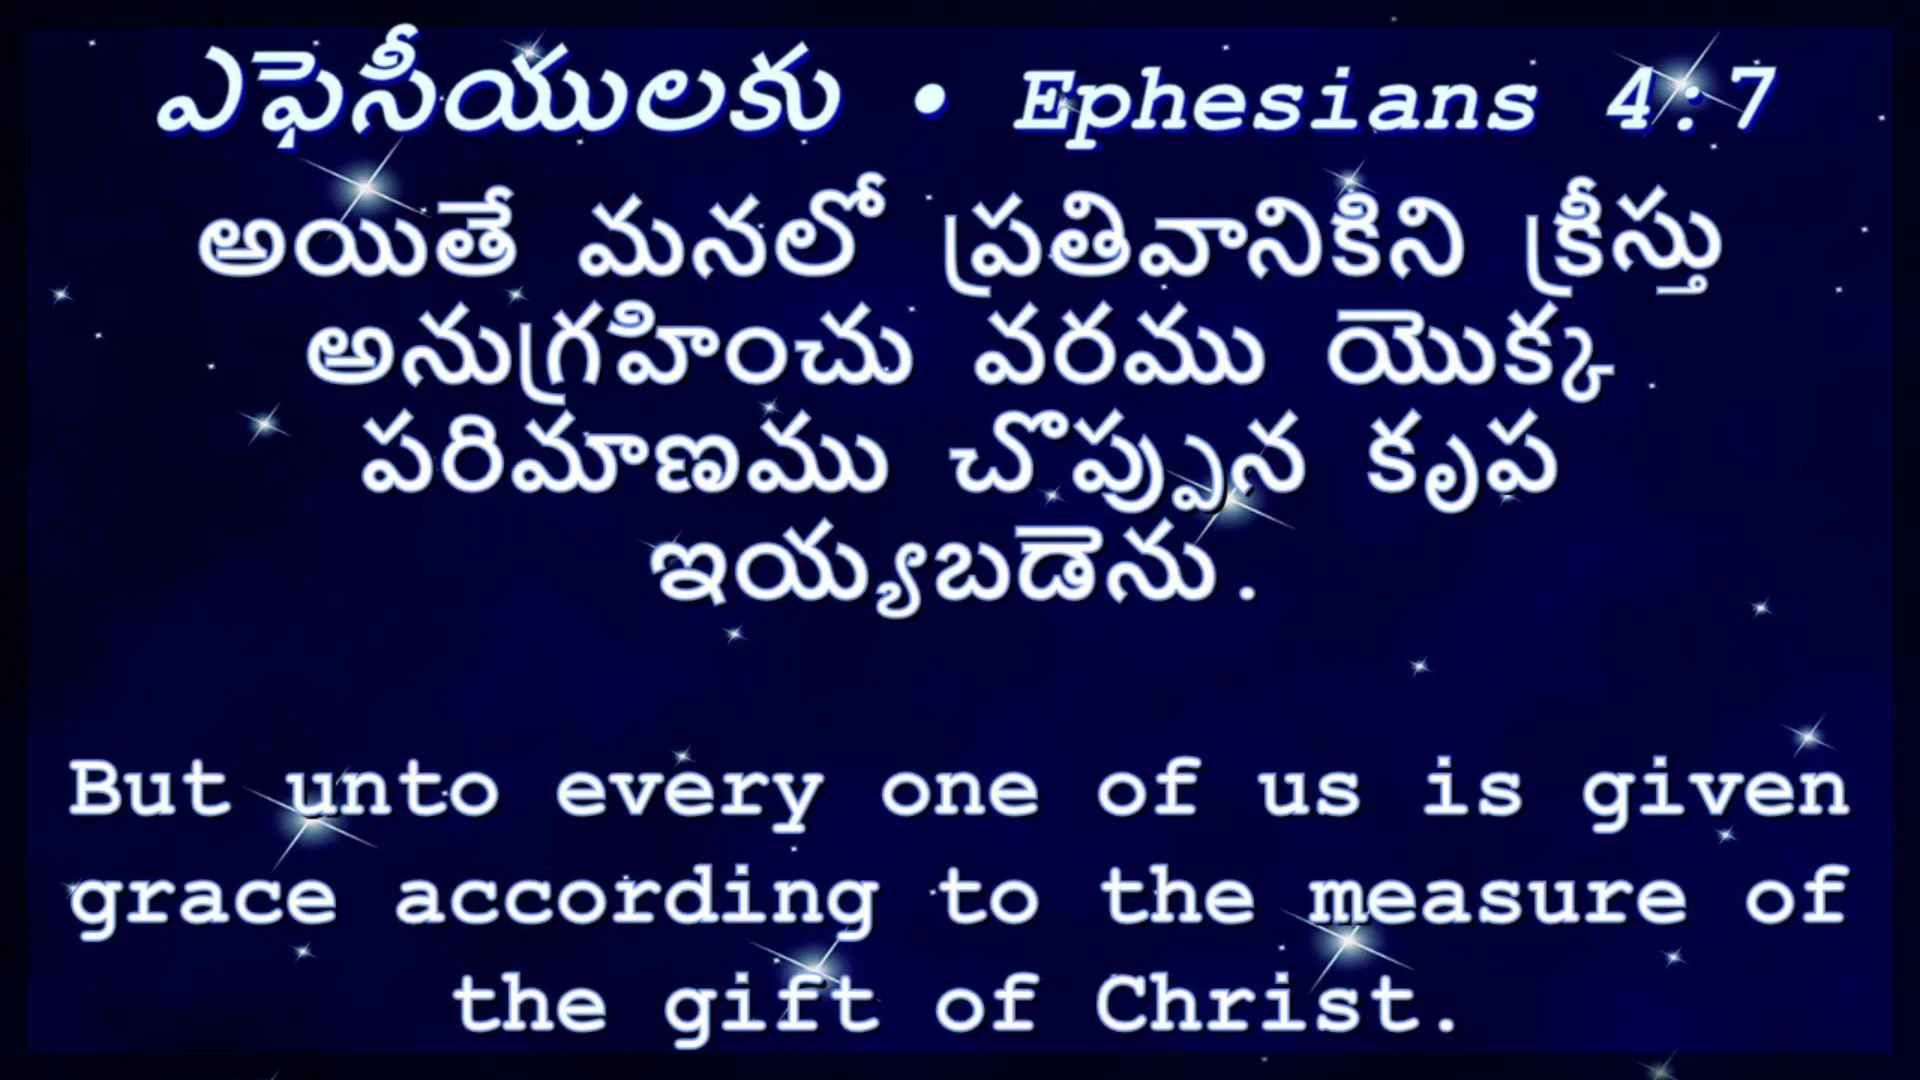 ఎఫెసీయులకు • Ephesians 4:7
అయితే మనలో ప్రతివానికిని క్రీస్తు
అనుగ్రహించు వరము యొక్క
పరిమాణము చొప్పున కృప
ఇయ్యబడెను.
But unto every one of us is given
grace according to the measure of
the gift of Christ.